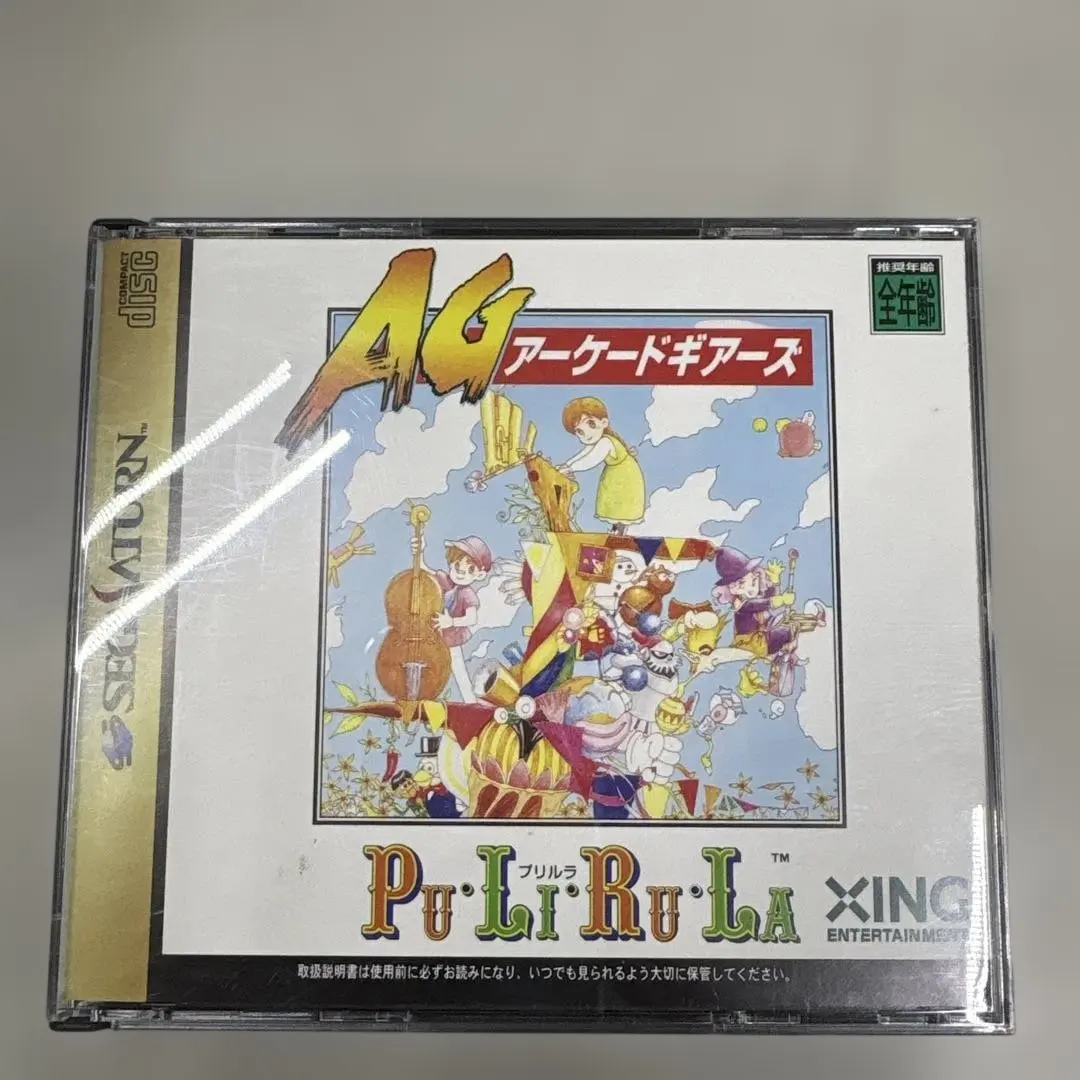 COMPACT
disc
SEGA SATURN™
AG
アーケードギアーズ
推奨年齢
全年齢
プリルラ
PU・LI・RU・LA™
XING
ENTERTAINMENT
取扱説明書は使用前に必ずお読みになり、いつでも見られるよう大切に保管してください。